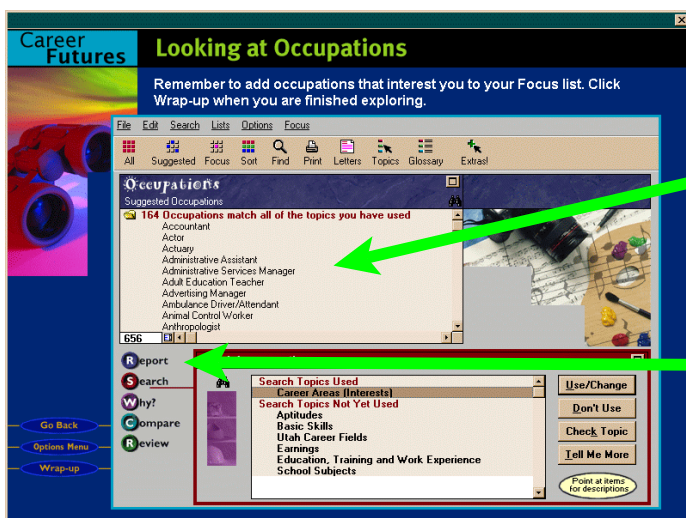 Career
Futures
Looking at Occupations
Remember to add occupations that interest you to your Focus list. Click
Wrap-up when you are finished exploring.
File Edit Search Lists Options Focus
All Suggested Focus Sort Find Print Letters Topics Glossary Extras!
Occupations
Suggested Occupations
164 Occupations match all of the topics you have used
Accountant
Actor
Actuary
Administrative Assistant
Administrative Services Manager
Adult Education Teacher
Advertising Manager
Ambulance Driver/Attendant
Animal Control Worker
Anthropologist
656
Report
Search
Why?
Compare
Review
Go Back
Options Menu
Wrap-up
Search Topics Used
Career Areas (Interests)
Search Topics Not Yet Used
Aptitudes
Basic Skills
Utah Career Fields
Earnings
Education, Training and Work Experience
School Subjects
Use/Change
Don't Use
Check Topic
Tell Me More
Point at items
for descriptions